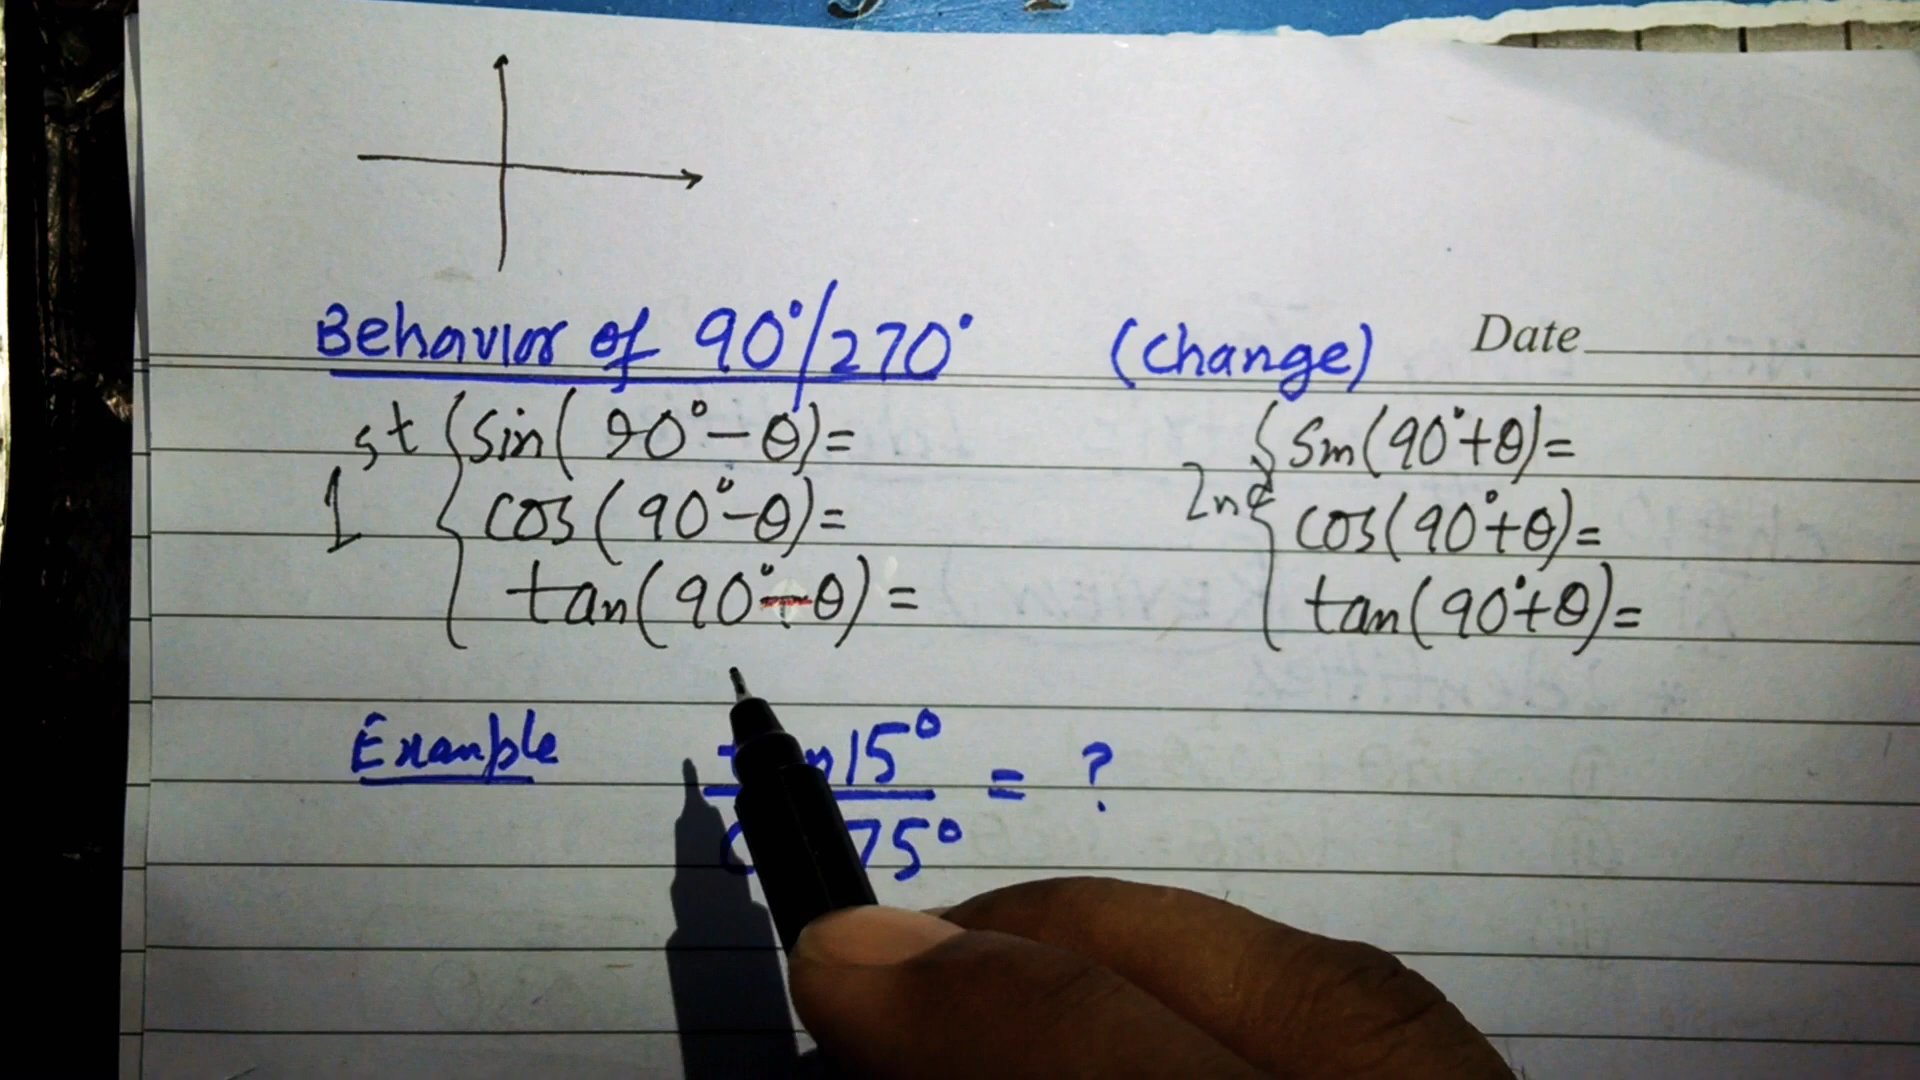 Behavior of 90°/270° (change) Date
1st { sin(90°-θ)= 2nd { sin(90°+θ)=
cos(90°-θ)= cos(90°+θ)=
tan(90°-θ)= tan(90°+θ)=
Example 15° = ?
75°